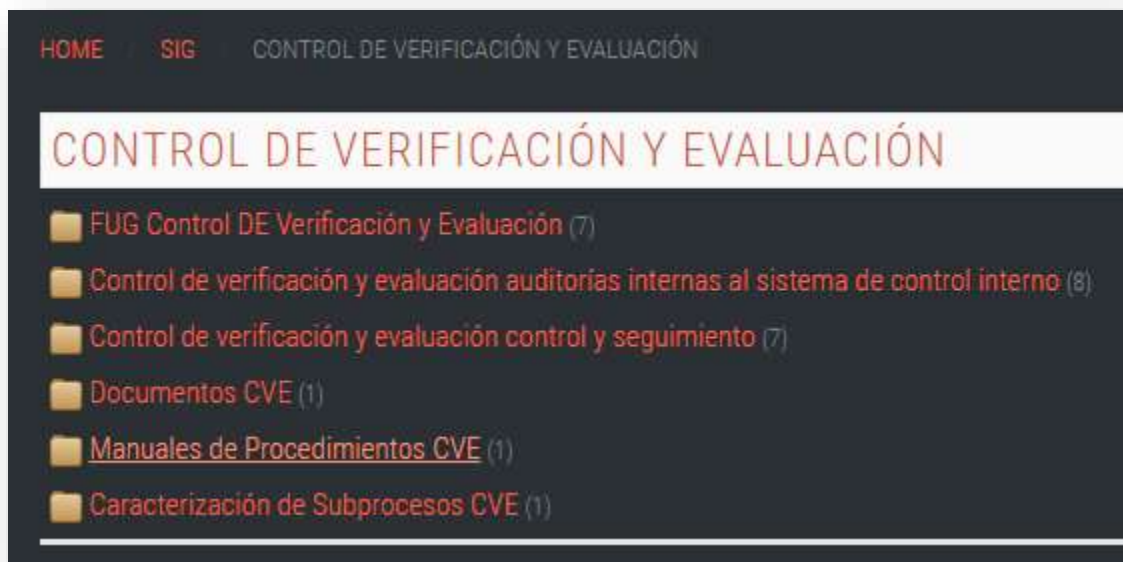 HOME SIG CONTROL DE VERIFICACIÓN Y EVALUACIÓN
CONTROL DE VERIFICACIÓN Y EVALUACIÓN
FUG Control DE Verificación y Evaluación (7)
Control de verificación y evaluación auditorías internas al sistema de control interno (8)
Control de verificación y evaluación control y seguimiento (7)
Documentos CVE (1)
Manuales de Procedimientos CVE (1)
Caracterización de Subprocesos CVE (1)